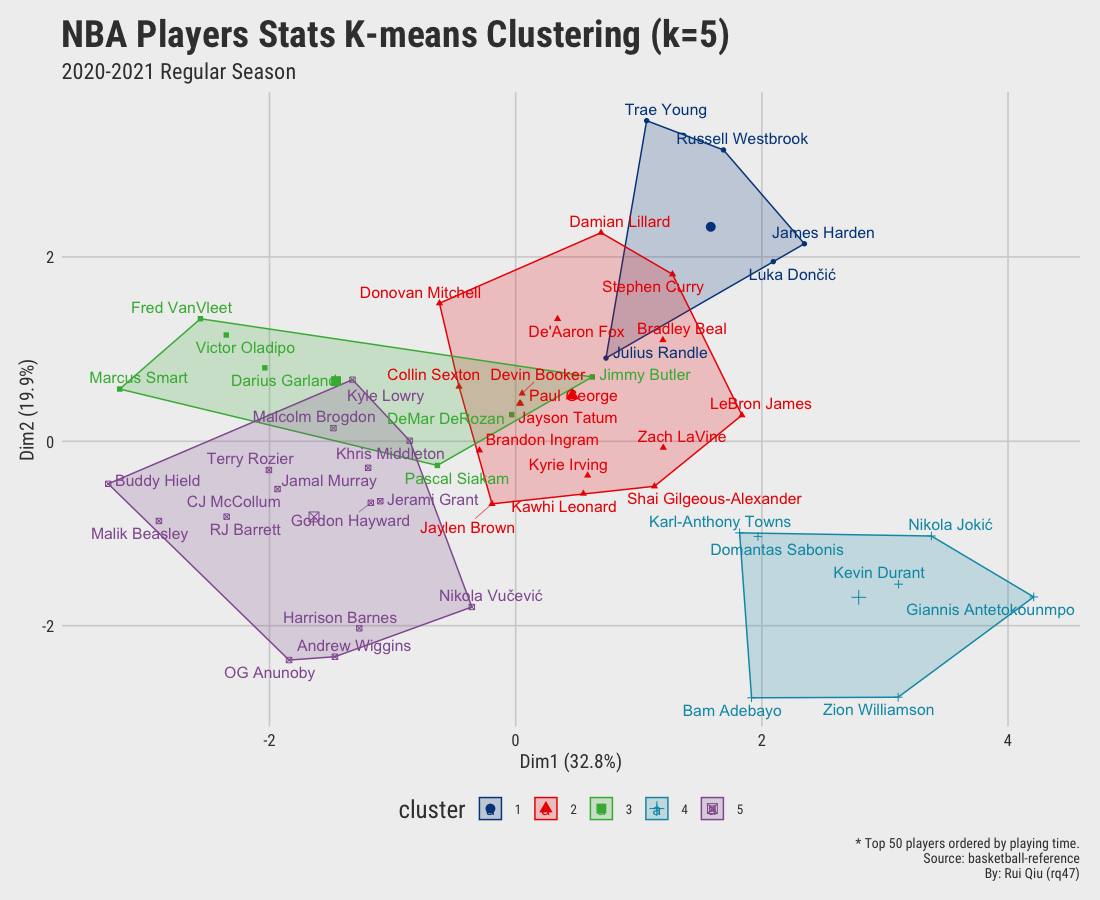 NBA Players Stats K-means Clustering (k=5)
2020-2021 Regular Season
Trae Young
Russell Westbrook
Damian Lillard
James Harden
2
Luka Dončić
Stephen Curry
Donovan Mitchell
Fred VanVleet
De'Aaron Fox
Bradley Beal
Victor Oladipo
Julius Randle
Marcus Smart
Darius Garland
Collin Sexton
Devin Booker
Jimmy Butler
Kyle Lowry
Paul George
LeBron James
Malcolm Brogdon
DeMar DeRozan
Jayson Tatum
Dim2 (19.9%)
0
Brandon Ingram
Zach LaVine
Terry Rozier
Khris Middleton
Kyrie Irving
Buddy Hield
Jamal Murray
Pascal Siakam
CJ McCollum
Jerami Grant
Shai Gilgeous-Alexander
Kawhi Leonard
Gordon Hayward
Karl-Anthony Towns
Nikola Jokić
Malik Beasley
RJ Barrett
Jaylen Brown
Domantas Sabonis
Kevin Durant
Nikola Vučević
Giannis Antetokounmpo
Harrison Barnes
-2
Andrew Wiggins
OG Anunoby
Bam Adebayo
Zion Williamson
-2
0
2
4
Dim1 (32.8%)
cluster
1
2
3
4
5
* Top 50 players ordered by playing time.
Source: basketball-reference
By: Rui Qiu (rq47)